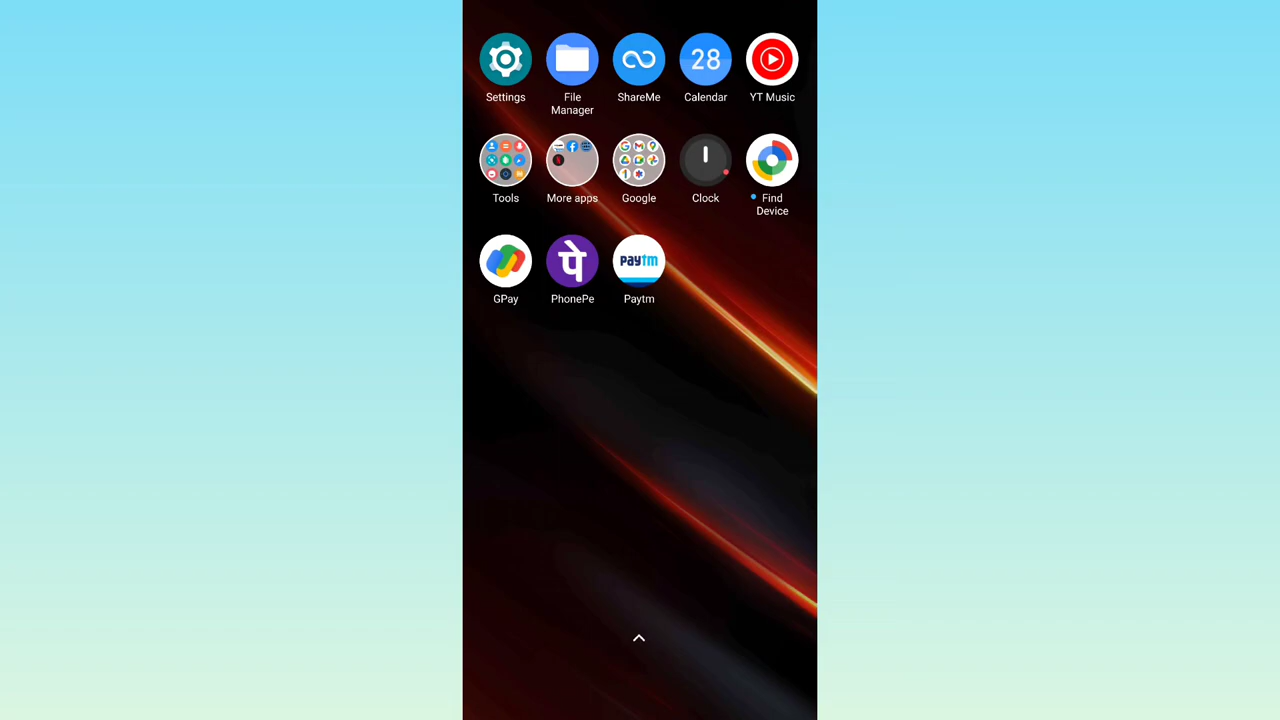 28
Settings
File
Manager
ShareMe
Calendar
YT Music
Tools
More apps
Google
Clock
Find
Device
पे
paytm
GPay
PhonePe
Paytm